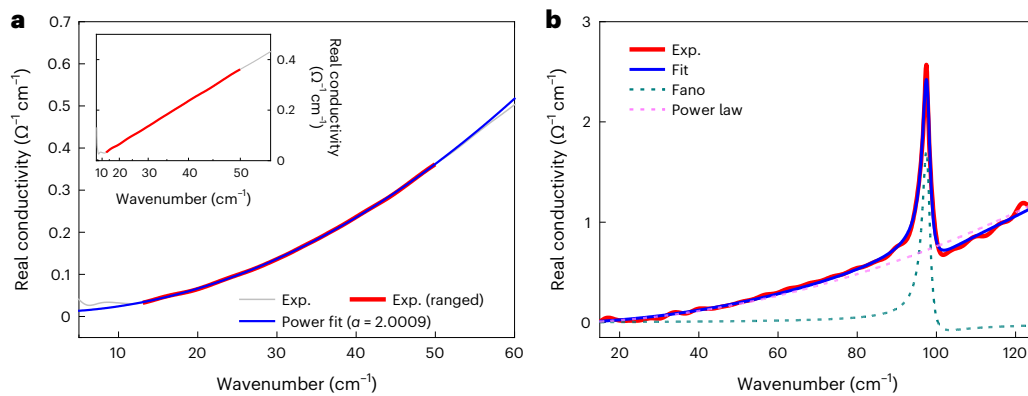 a
0.7
0.6
0.5
0.4
0.3
0.2
0.1
0
Real conductivity (Ω⁻¹ cm⁻¹)
10 20 30 40 50 60
Wavenumber (cm⁻¹)
0.4
0.2
0
Real conductivity
(Ω⁻¹ cm⁻¹)
10 20 30 40 50
Wavenumber (cm⁻¹)
Exp. Exp. (ranged)
Power fit (α = 2.0009)
b
3
2
1
0
Real conductivity (Ω⁻¹ cm⁻¹)
Exp.
Fit
Fano
Power law
20 40 60 80 100 120
Wavenumber (cm⁻¹)